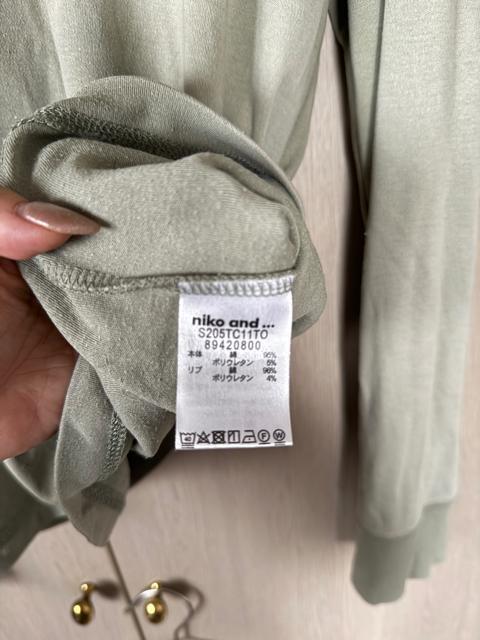 niko and ...
S205TC11TO
89420800
本体 綿 95%
ポリウレタン 5%
リブ 綿 96%
ポリウレタン 4%
40
F W